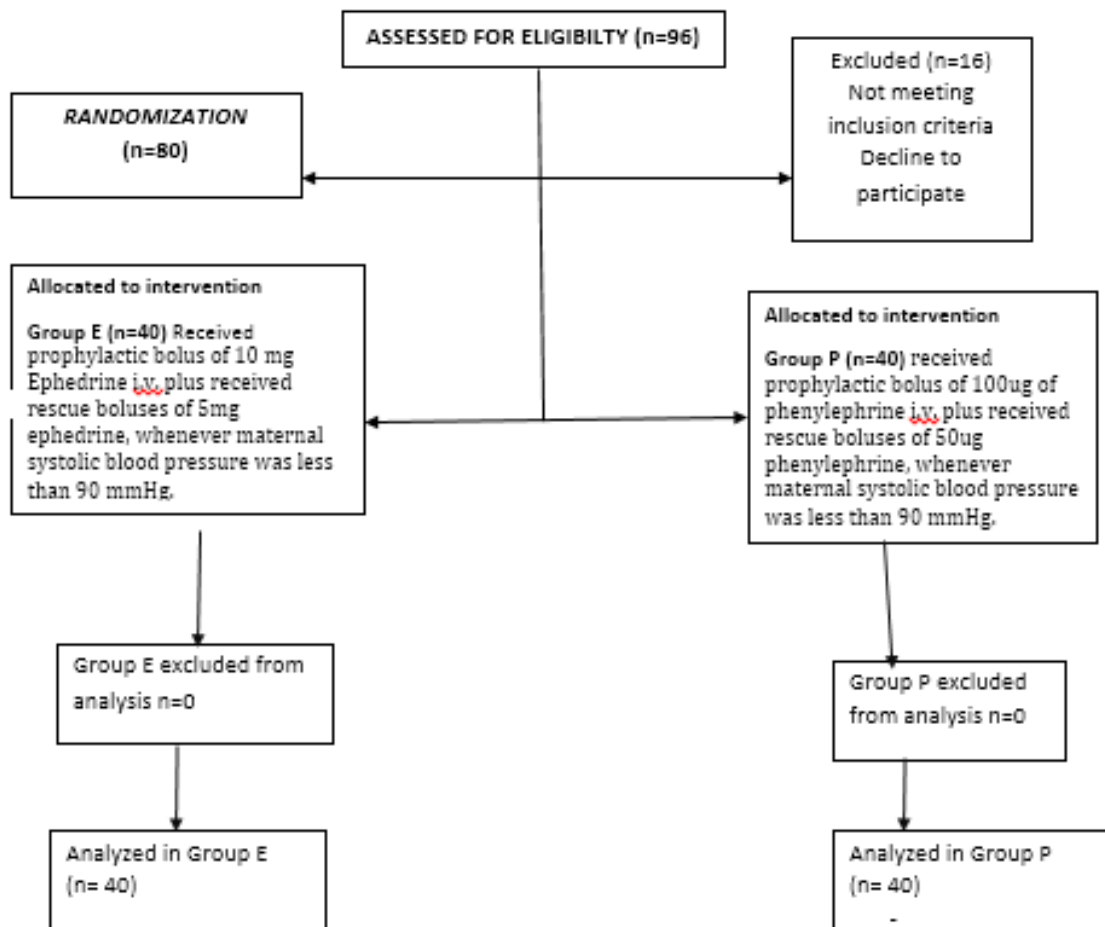 ASSESSED FOR ELIGIBILTY (n=96)
Excluded (n=16)
Not meeting
inclusion criteria
Decline to
participate
RANDOMIZATION
(n=80)
Allocated to intervention
Group E (n=40) Received
prophylactic bolus of 10 mg
Ephedrine i.v. plus received
rescue boluses of 5mg
ephedrine, whenever maternal
systolic blood pressure was less
than 90 mmHg.
Allocated to intervention
Group P (n=40) received
prophylactic bolus of 100ug of
phenylephrine i.v. plus received
rescue boluses of 50ug
phenylephrine, whenever
maternal systolic blood pressure
was less than 90 mmHg.
Group E excluded from
analysis n=0
Group P excluded
from analysis n=0
Analyzed in Group E
(n= 40)
Analyzed in Group P
(n= 40)
-